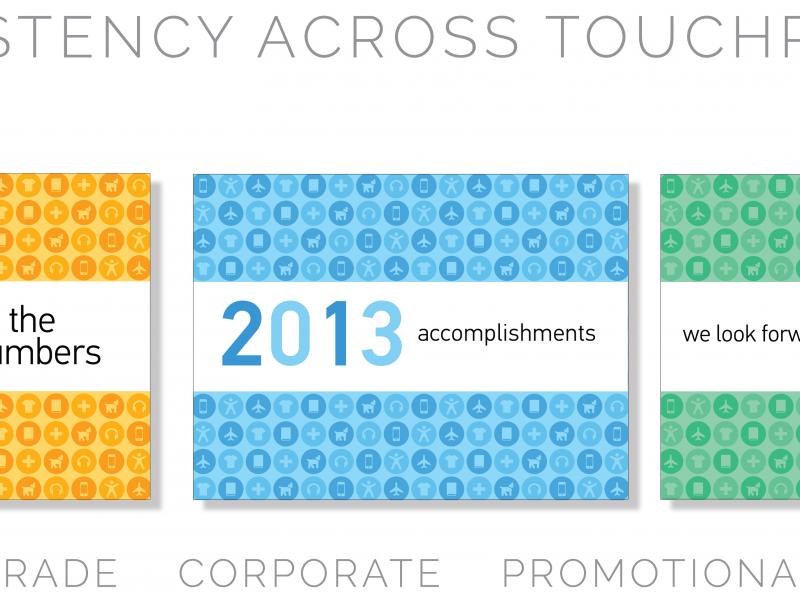 STENCY ACROSS TOUCHP
the
umbers
2013 accomplishments
we look forw
RADE CORPORATE PROMOTIONA